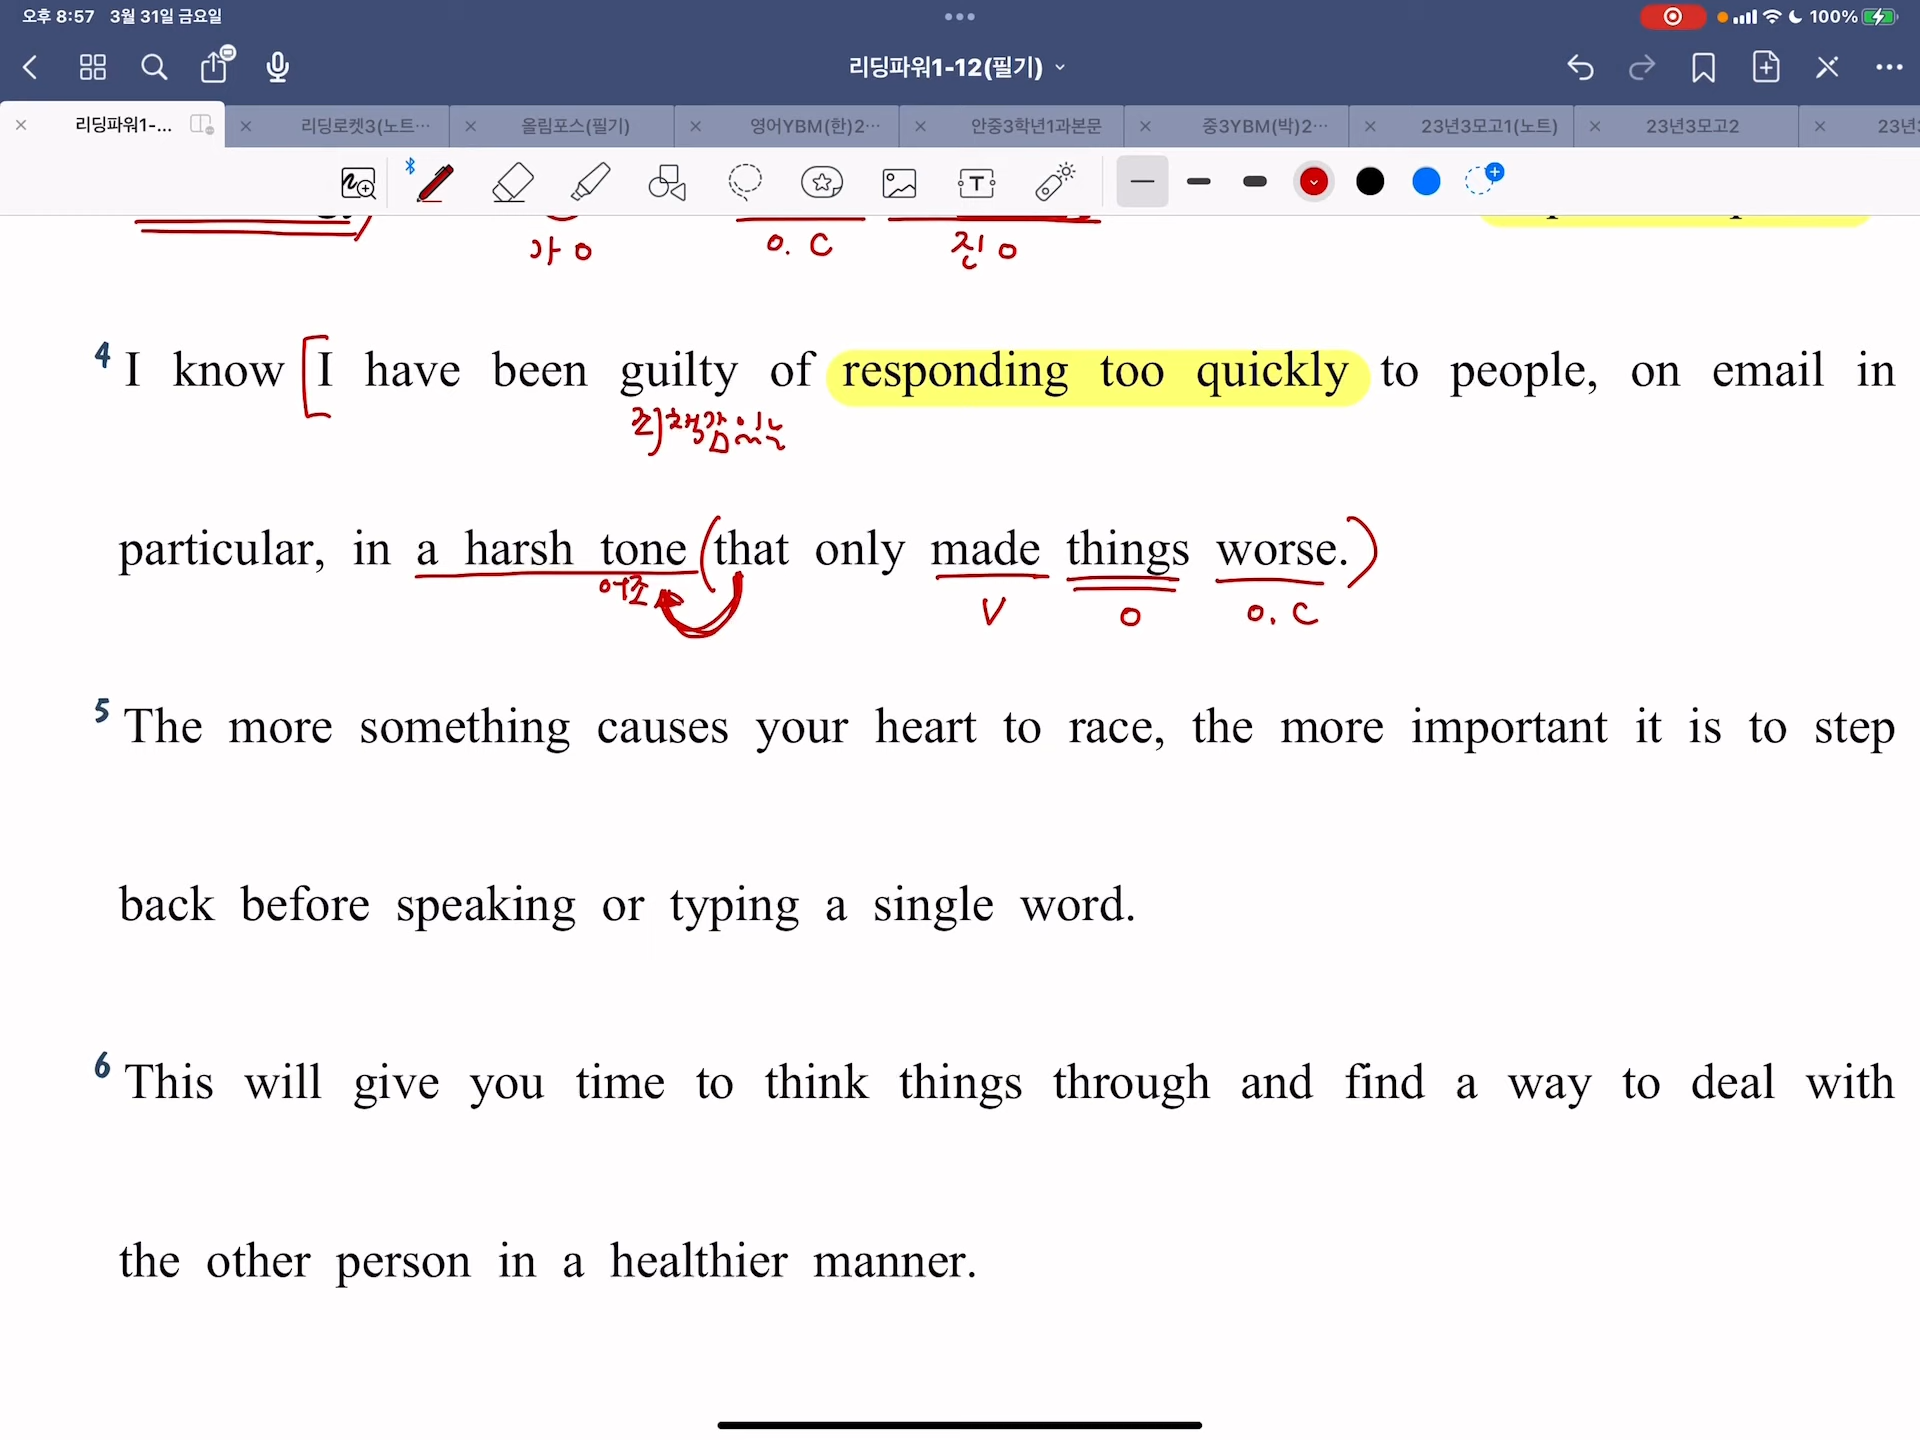 오후 8:57 3월 31일 금요일
100%
리딩파워1-12(필기)
리딩파워1-... 리딩로켓3(노트... 올림포스(필기) 영어YBM(한)2... 안중3학년1과본문 중3YBM(박)2... 23년3모고1(노트) 23년3모고2 23년
가 O O. C 진 O
4 I know [I have been guilty of responding too quickly to people, on email in
죄책감있는
particular, in a harsh tone (that only made things worse.)
어조 V O O. C
5 The more something causes your heart to race, the more important it is to step
back before speaking or typing a single word.
6 This will give you time to think things through and find a way to deal with
the other person in a healthier manner.